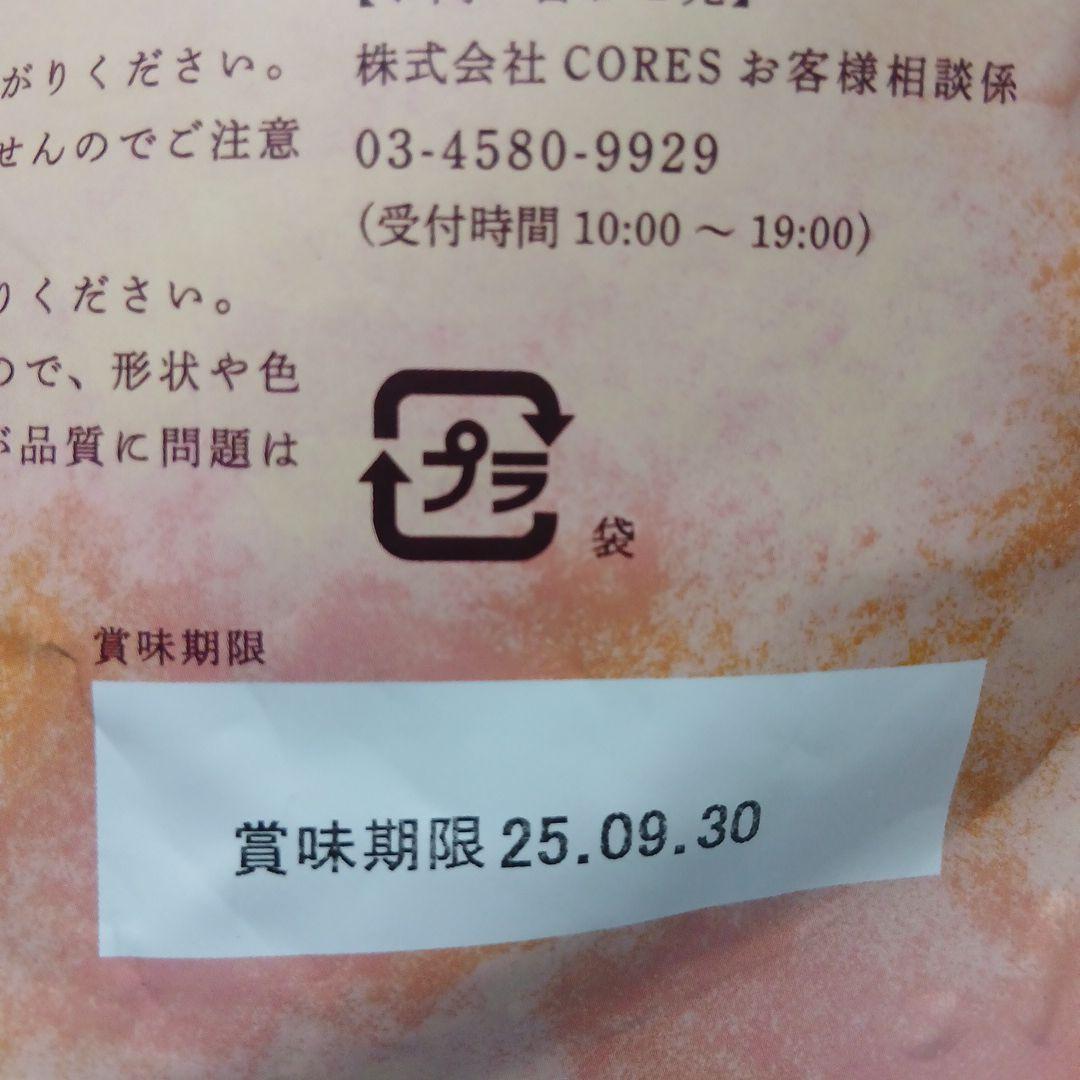 がりください。
せんのでご注意
りください。
ので、形状や色
が品質に問題は
株式会社 CORES お客様相談係
03-4580-9929
(受付時間 10:00 ～ 19:00)
プラ
袋
賞味期限
賞味期限 25.09.30